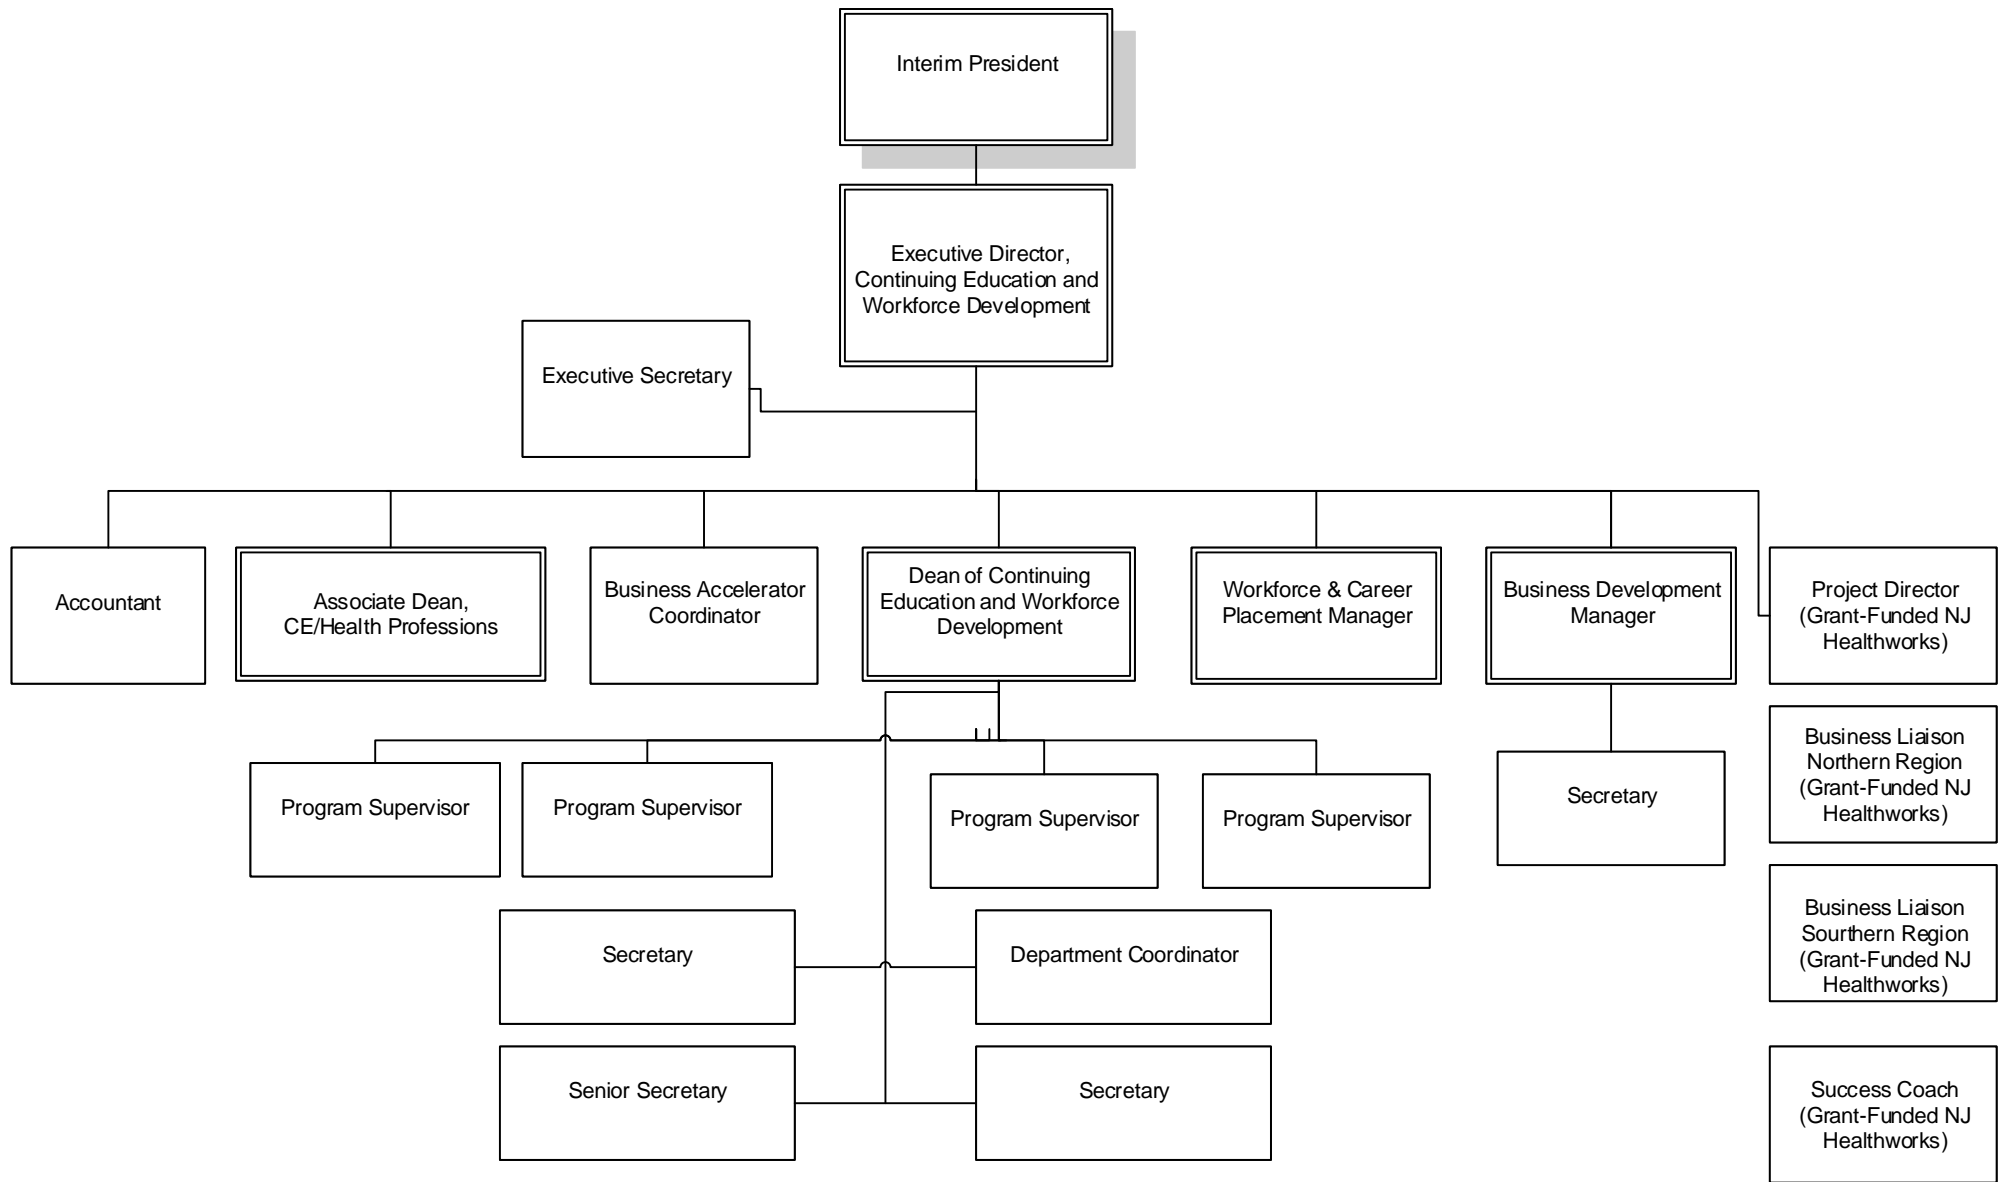 Interim President
Executive Director,
Continuing Education and
Workforce Development
Executive Secretary
Accountant
Associate Dean,
CE/Health Professions
Business Accelerator
Coordinator
Dean of Continuing
Education and Workforce
Development
Workforce & Career
Placement Manager
Business Development
Manager
Project Director
(Grant-Funded NJ
Healthworks)
Program Supervisor
Program Supervisor
Program Supervisor
Program Supervisor
Secretary
Business Liaison
Northern Region
(Grant-Funded NJ
Healthworks)
Secretary
Department Coordinator
Business Liaison
Sourthern Region
(Grant-Funded NJ
Healthworks)
Senior Secretary
Secretary
Success Coach
(Grant-Funded NJ
Healthworks)